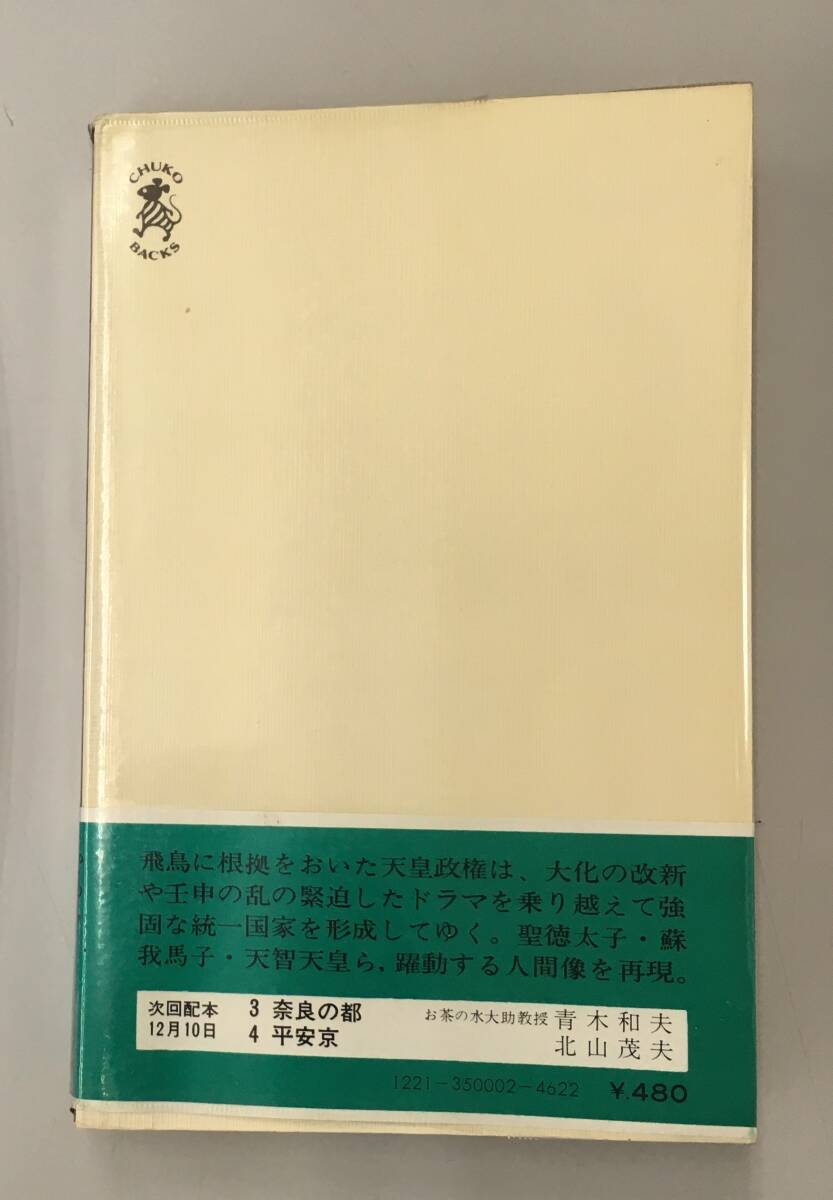 CHUKO
BACKS
飛鳥に根拠をおいた天皇政権は、大化の改新
や壬申の乱の緊迫したドラマを乗り越えて強
固な統一国家を形成してゆく。聖徳太子・蘇
我馬子・天智天皇ら，躍動する人間像を再現。
次回配本 3 奈良の都 お茶の水大助教授 青木和夫
12月10日 4 平安京 北山茂夫
1221-350002-4622 ¥.480